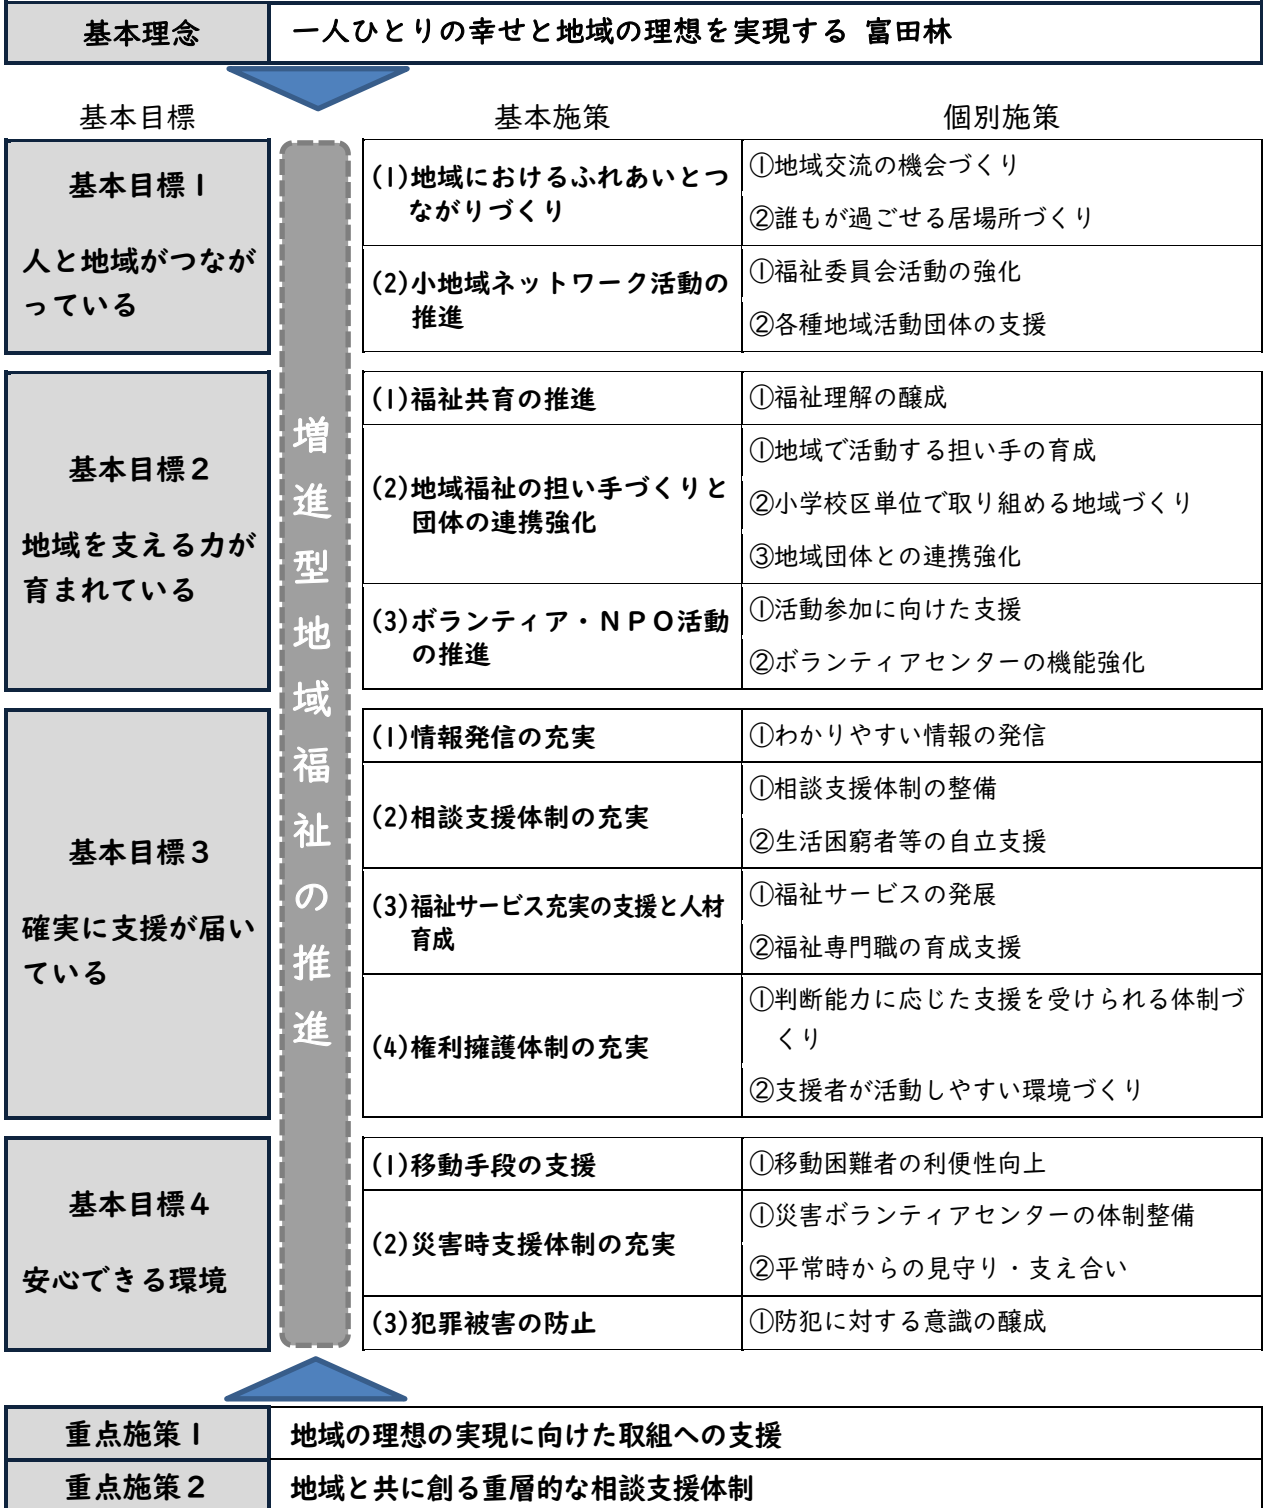 基本理念
一人ひとりの幸せと地域の理想を実現する 富田林
基本目標
基本施策
個別施策
基本目標1
人と地域がつなが
っている
(1)地域におけるふれあいとつ
ながりづくり
①地域交流の機会づくり
②誰もが過ごせる居場所づくり
(2)小地域ネットワーク活動の
推進
①福祉委員会活動の強化
②各種地域活動団体の支援
増進型地域福祉の推進
基本目標2
地域を支える力が
育まれている
(1)福祉共育の推進
①福祉理解の醸成
(2)地域福祉の担い手づくりと
団体の連携強化
①地域で活動する担い手の育成
②小学校区単位で取り組める地域づくり
③地域団体との連携強化
(3)ボランティア・NPO活動
の推進
①活動参加に向けた支援
②ボランティアセンターの機能強化
基本目標3
確実に支援が届い
ている
(1)情報発信の充実
①わかりやすい情報の発信
(2)相談支援体制の充実
①相談支援体制の整備
②生活困窮者等の自立支援
(3)福祉サービス充実の支援と人材
育成
①福祉サービスの発展
②福祉専門職の育成支援
(4)権利擁護体制の充実
①判断能力に応じた支援を受けられる体制づ
くり
②支援者が活動しやすい環境づくり
基本目標4
安心できる環境
(1)移動手段の支援
①移動困難者の利便性向上
(2)災害時支援体制の充実
①災害ボランティアセンターの体制整備
②平常時からの見守り・支え合い
(3)犯罪被害の防止
①防犯に対する意識の醸成
重点施策1
地域の理想の実現に向けた取組への支援
重点施策2
地域と共に創る重層的な相談支援体制